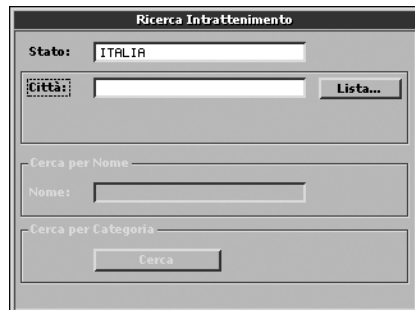 Ricerca Intrattenimento
Stato: ITALIA
Città: Lista...
Cerca per Nome
Nome:
Cerca per Categoria
Cerca